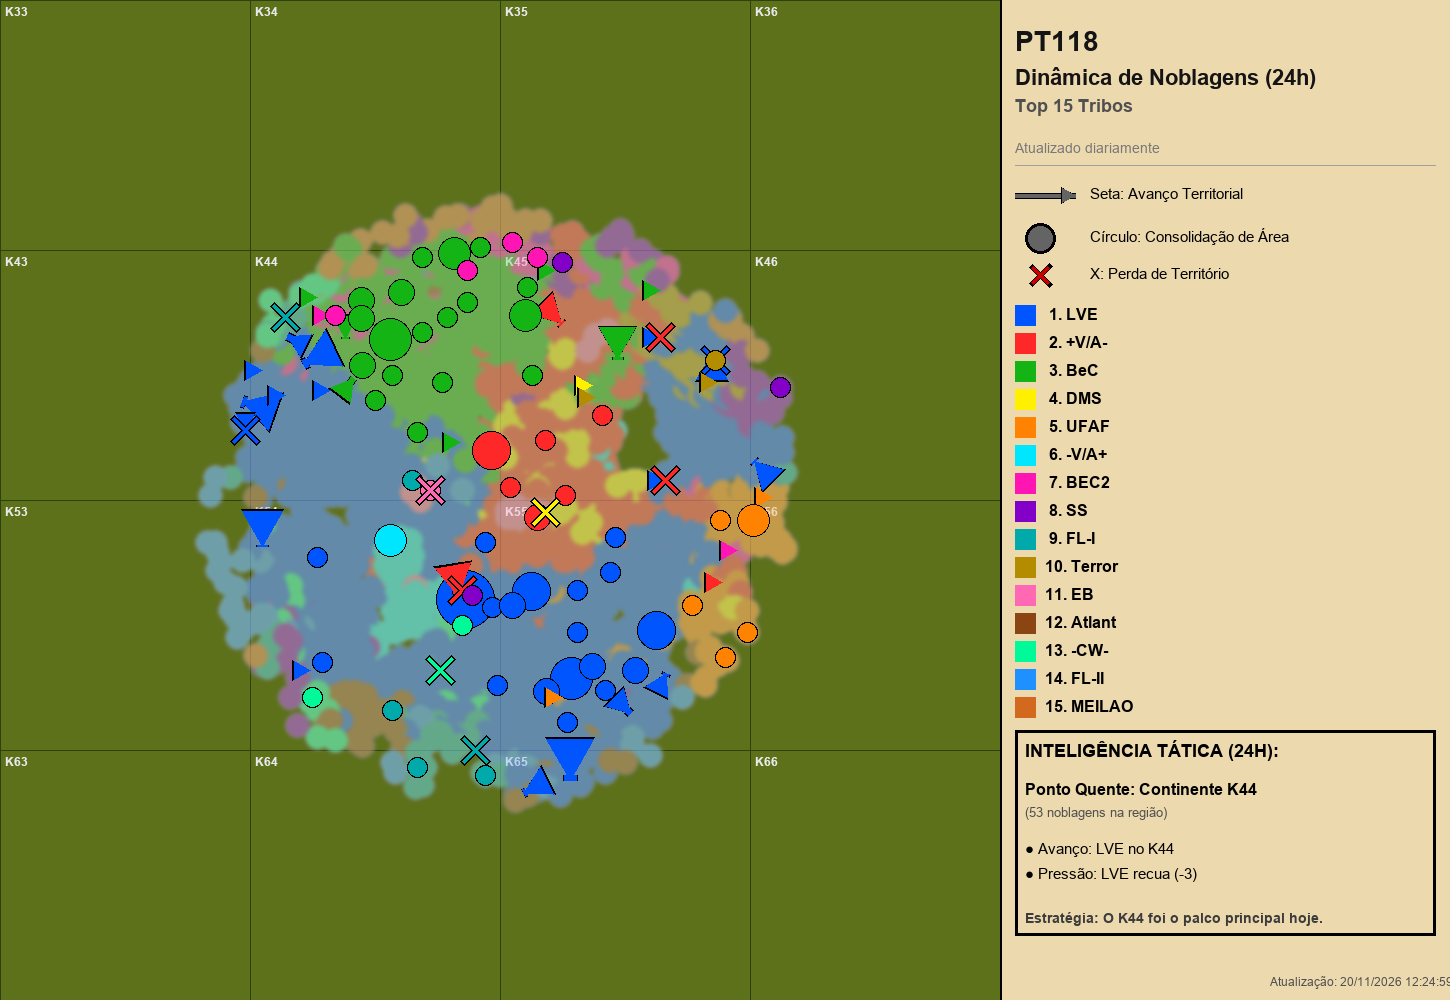 K33
K34
K35
K36
K43
K44
K45
K46
K53
K55
K63
K64
K65
K66
PT118
Dinâmica de Noblagens (24h)
Top 15 Tribos
Atualizado diariamente
Seta: Avanço Territorial
Círculo: Consolidação de Área
X: Perda de Território
1. LVE
2. +V/A-
3. BeC
4. DMS
5. UFAF
6. -V/A+
7. BEC2
8. SS
9. FL-I
10. Terror
11. EB
12. Atlant
13. -CW-
14. FL-II
15. MEILAO
INTELIGÊNCIA TÁTICA (24H):
Ponto Quente: Continente K44
(53 noblagens na região)
● Avanço: LVE no K44
● Pressão: LVE recua (-3)
Estratégia: O K44 foi o palco principal hoje.
Atualização: 20/11/2026 12:24:59